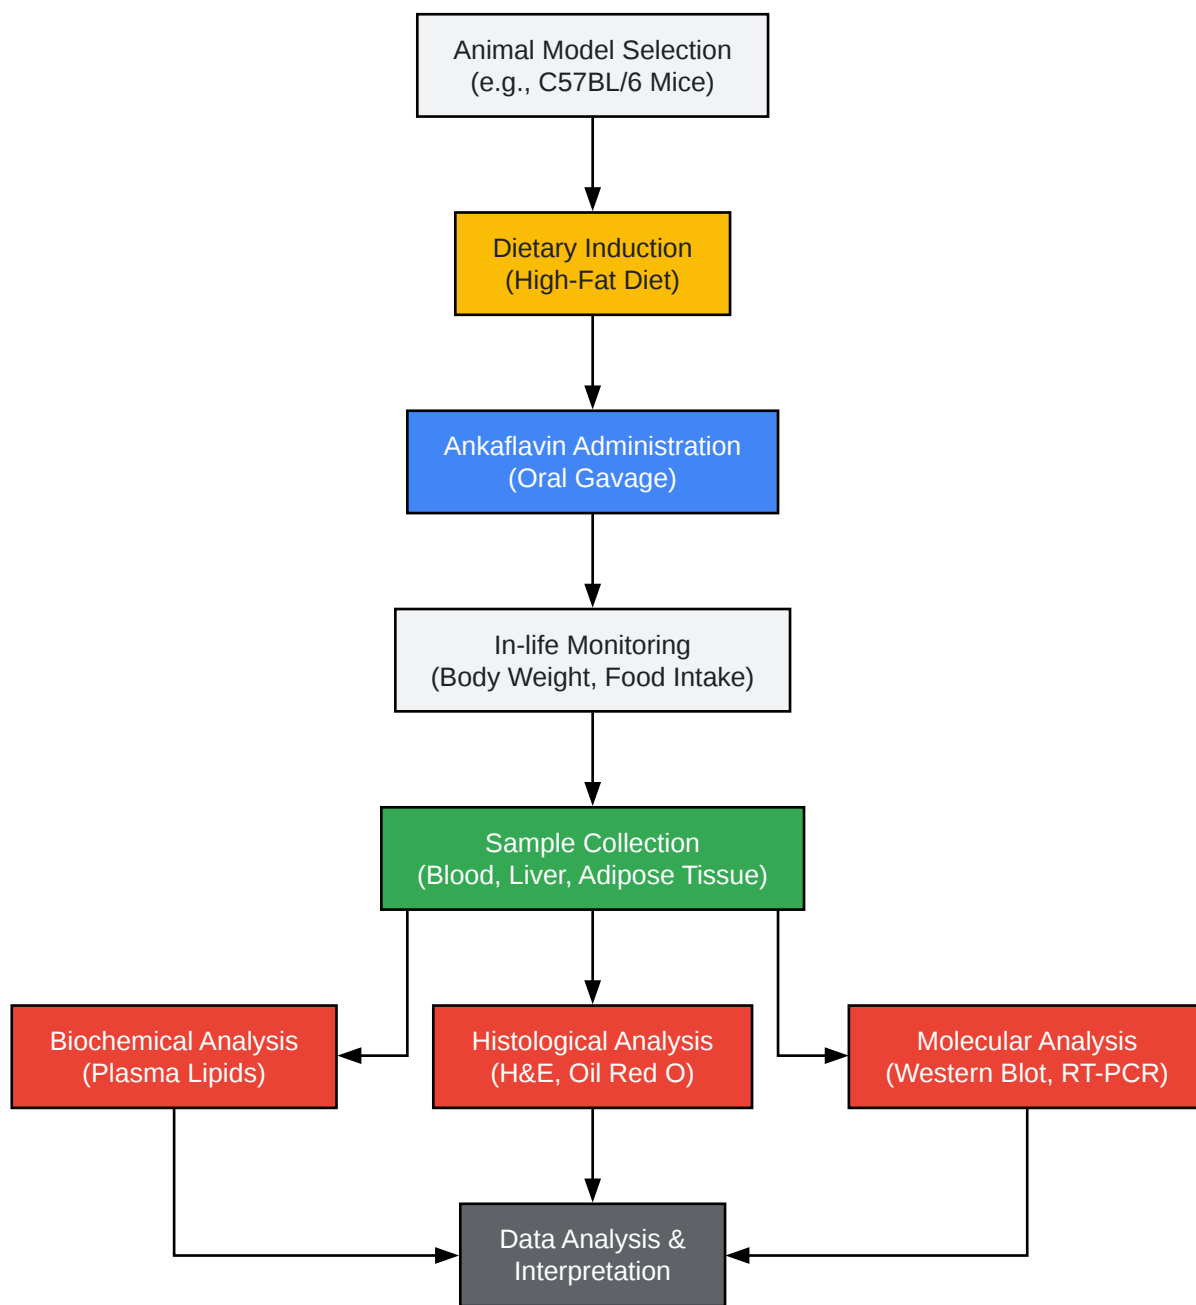 Animal Model Selection
(e.g., C57BL/6 Mice)
Dietary Induction
(High-Fat Diet)
Ankaflavin Administration
(Oral Gavage)
In-life Monitoring
(Body Weight, Food Intake)
Sample Collection
(Blood, Liver, Adipose Tissue)
Biochemical Analysis
(Plasma Lipids)
Histological Analysis
(H&E, Oil Red O)
Molecular Analysis
(Western Blot, RT-PCR)
Data Analysis &
Interpretation